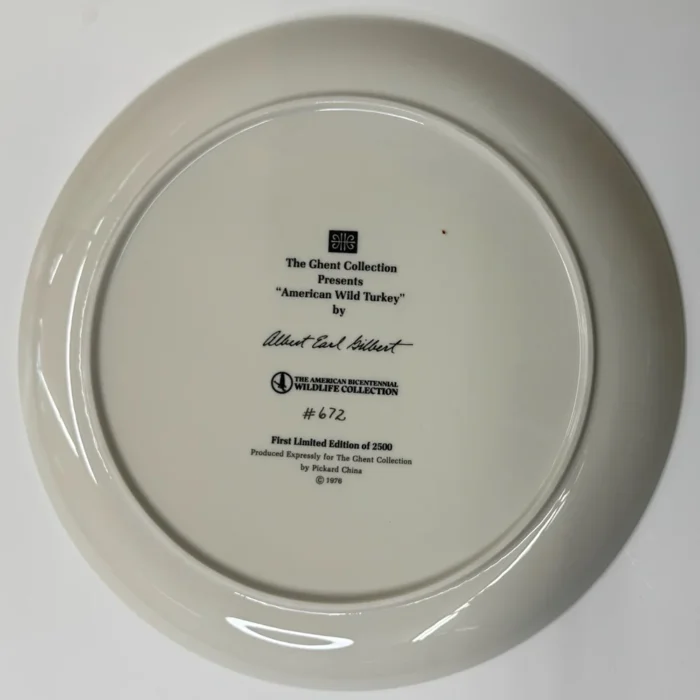 The Ghent Collection
Presents
"American Wild Turkey"
by
Albert Earl Gilbert
THE AMERICAN BICENTENNIAL
WILDLIFE COLLECTION
#672
First Limited Edition of 2500
Produced Expressly for The Ghent Collection
by Pickard China
© 1976